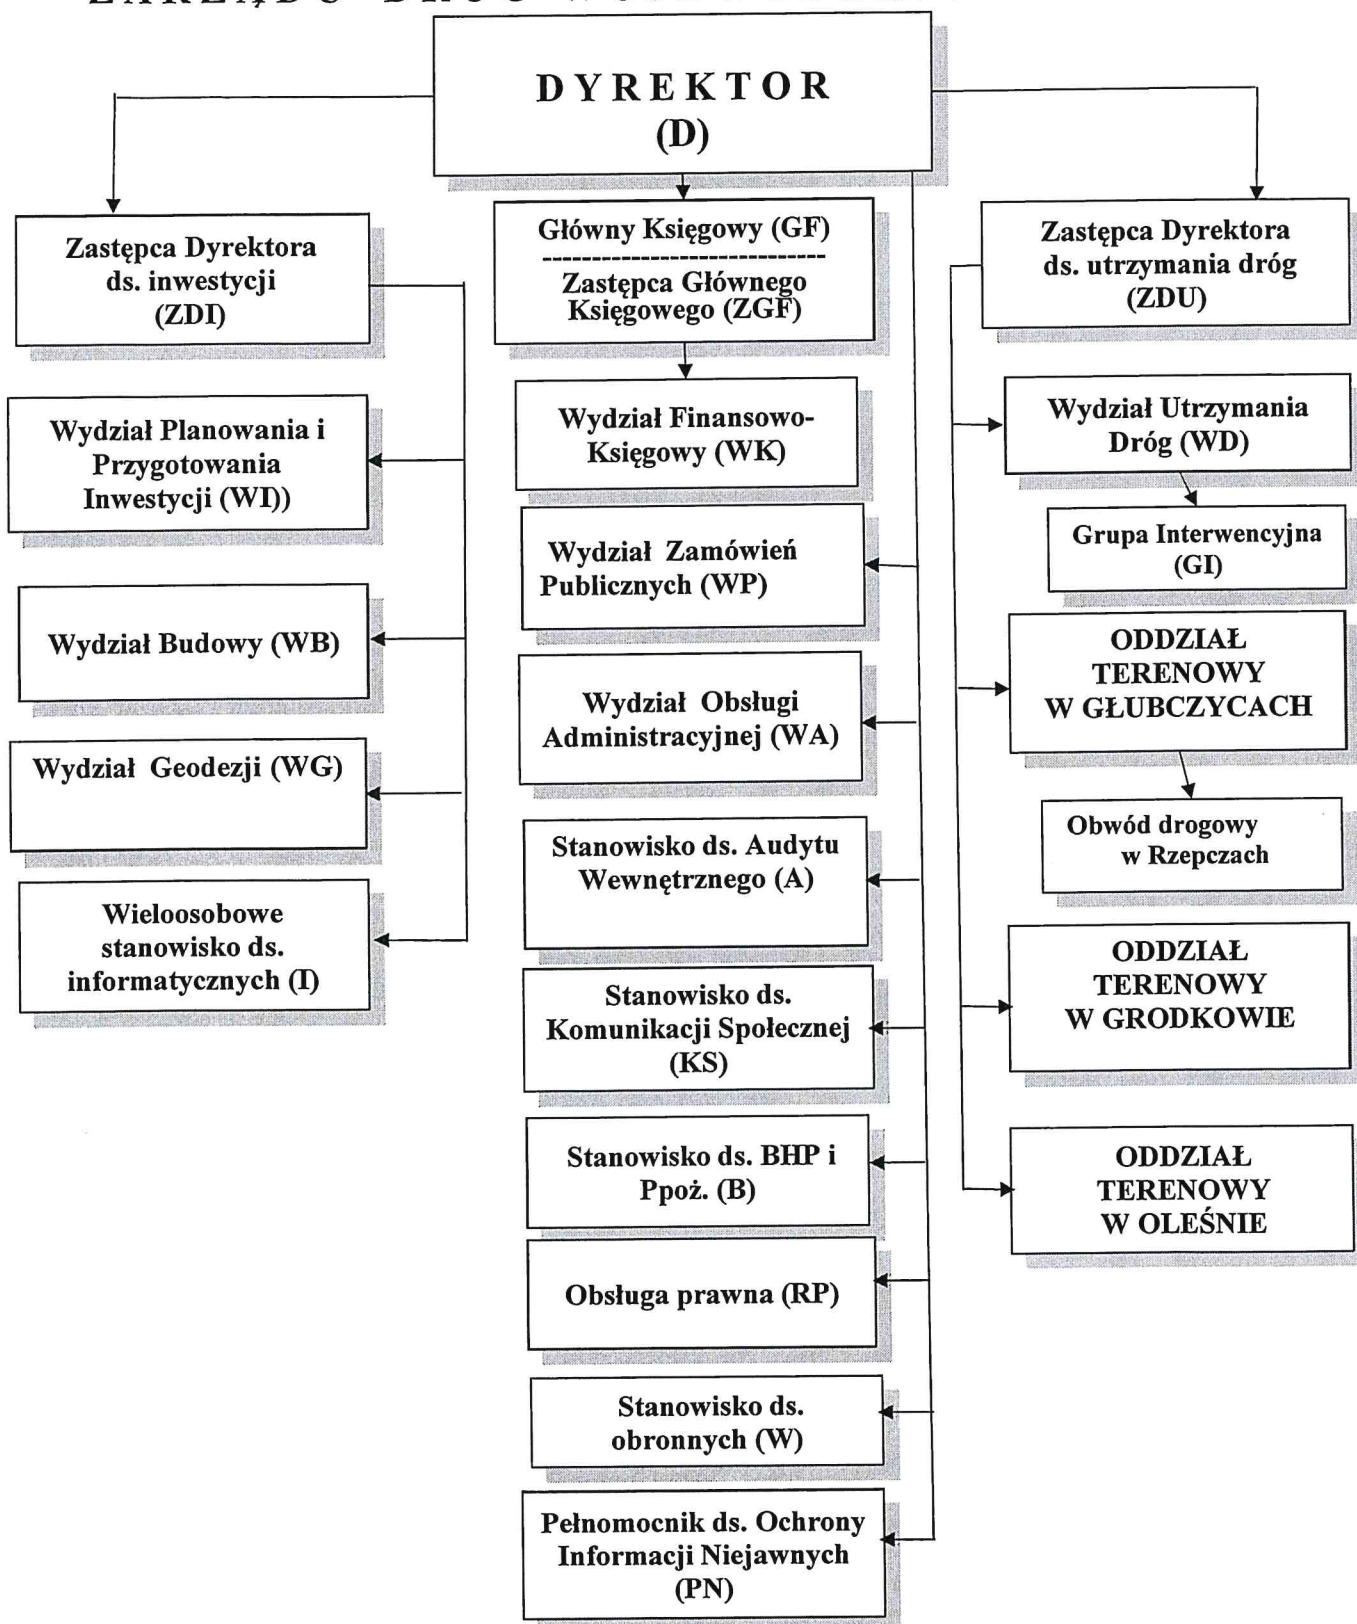 DYREKTOR
(D)
Zastępca Dyrektora
ds. inwestycji
(ZDI)
Wydział Planowania i
Przygotowania
Inwestycji (WI))
Wydział Budowy (WB)
Wydział Geodezji (WG)
Wieloosobowe
stanowisko ds.
informatycznych (I)
Główny Księgowy (GF)
------------------------------
Zastępca Głównego
Księgowego (ZGF)
Wydział Finansowo-
Księgowy (WK)
Wydział Zamówień
Publicznych (WP)
Wydział Obsługi
Administracyjnej (WA)
Stanowisko ds. Audytu
Wewnętrznego (A)
Stanowisko ds.
Komunikacji Społecznej
(KS)
Stanowisko ds. BHP i
Ppoż. (B)
Obsługa prawna (RP)
Stanowisko ds.
obronnych (W)
Pełnomocnik ds. Ochrony
Informacji Niejawnych
(PN)
Zastępca Dyrektora
ds. utrzymania dróg
(ZDU)
Wydział Utrzymania
Dróg (WD)
Grupa Interwencyjna
(GI)
ODDZIAŁ
TERENOWY
W GŁUBCZYCACH
Obwód drogowy
w Rzepczach
ODDZIAŁ
TERENOWY
W GRODKOWIE
ODDZIAŁ
TERENOWY
W OLEŚNIE